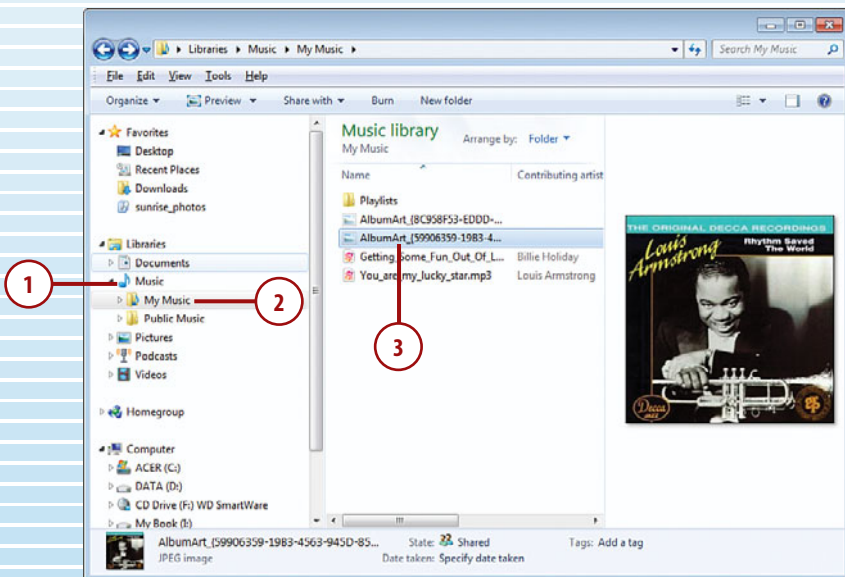 Libraries Music My Music
Search My Music
File Edit View Tools Help
Organize Preview Share with Burn New folder
Favorites
Desktop
Recent Places
Downloads
sunrise_photos
Libraries
Documents
Music
My Music
Public Music
Pictures
Podcasts
Videos
Homegroup
Computer
ACER (C:)
DATA (D:)
CD Drive (F:) WD SmartWare
My Book (I:)
1
2
Music library
My Music
Arrange by: Folder
Name Contributing artist
Playlists
AlbumArt_{8C958F53-EDDD-...
AlbumArt_{59906359-19B3-4...
Getting_Some_Fun_Out_Of_L... Billie Holiday
You_are_my_lucky_star.mp3 Louis Armstrong
3
THE ORIGINAL DECCA RECORDINGS
Louis
Armstrong
Rhythm Saved
The World
Decca
AlbumArt_{59906359-19B3-4563-945D-85... State: Shared Tags: Add a tag
JPEG image Date taken: Specify date taken